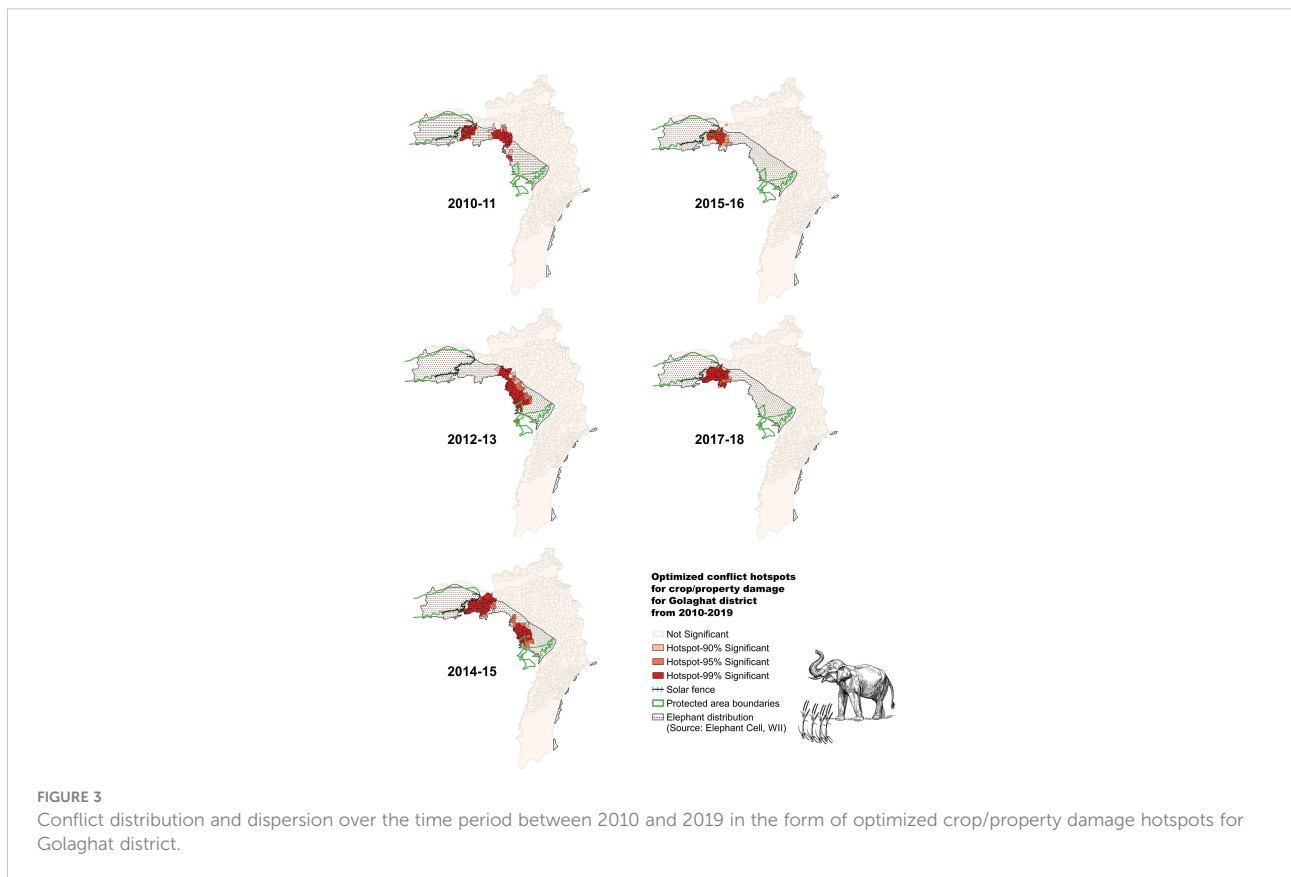 2010-11
2015-16
2012-13
2017-18
2014-15
Optimized conflict hotspots
for crop/property damage
for Golaghat district
from 2010-2019
Not Significant
Hotspot-90% Significant
Hotspot-95% Significant
Hotspot-99% Significant
Solar fence
Protected area boundaries
Elephant distribution
(Source: Elephant Cell, WII)
FIGURE 3
Conflict distribution and dispersion over the time period between 2010 and 2019 in the form of optimized crop/property damage hotspots for
Golaghat district.